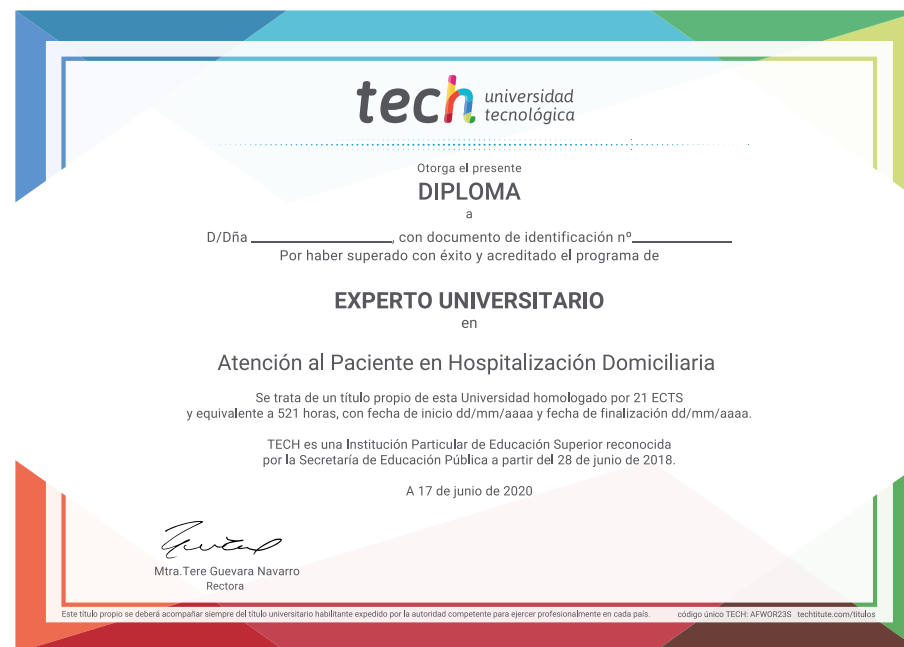 tech universidad
tecnológica
Otorga el presente
DIPLOMA
a
D/Dña ____________________, con documento de identificación nº______________
Por haber superado con éxito y acreditado el programa de
EXPERTO UNIVERSITARIO
en
Atención al Paciente en Hospitalización Domiciliaria
Se trata de un título propio de esta Universidad homologado por 21 ECTS
y equivalente a 521 horas, con fecha de inicio dd/mm/aaaa y fecha de finalización dd/mm/aaaa.
TECH es una Institución Particular de Educación Superior reconocida
por la Secretaría de Educación Pública a partir del 28 de junio de 2018.
A 17 de junio de 2020
Mtra.Tere Guevara Navarro
Rectora
Este título propio se deberá acompañar siempre del título universitario habilitante expedido por la autoridad competente para ejercer profesionalmente en cada país. código único TECH: AFWOR23S techtitute.com/titulos